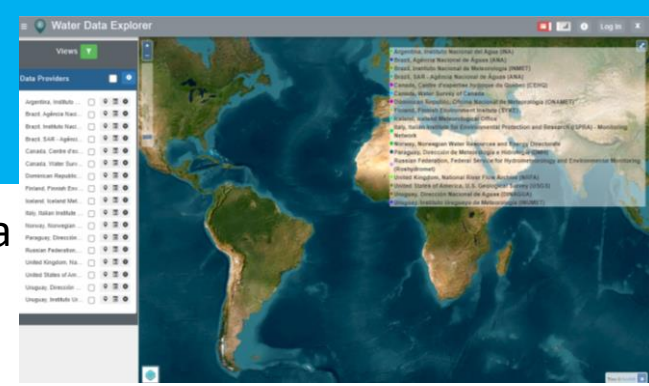 Water Data Explorer
Log In
X
Views
Data Providers
Argentina, Instituto ...
Brazil, Agência Naci...
Brazil, Instituto Naci...
Brazil, SAR - Agênci...
Canada, Centre d'ex...
Canada, Water Surv...
Dominican Republic,...
Finland, Finnish Env...
Iceland, Iceland Met...
Italy, Italian Institute ...
Norway, Norwegian ...
Paraguay, Dirección ...
Russian Federation,...
United Kingdom, Na...
United States of Am...
Uruguay, Dirección ...
Uruguay, Instituto Ur...
Argentina, Instituto Nacional del Agua (INA)
Brazil, Agência Nacional de Águas (ANA)
Brazil, Instituto Nacional de Meteorologia (INMET)
Brazil, SAR - Agência Nacional de Águas (ANA)
Canada, Centre d'expertise hydrique du Québec (CEHQ)
Canada, Water Survey of Canada
Dominican Republic, Oficina Nacional de Meteorología (ONAMET)
Finland, Finnish Environment Institute (SYKE)
Iceland, Icelandic Meteorological Office
Italy, Italian Institute for Environmental Protection and Research (ISPRA) - Monitoring
Network
Norway, Norwegian Water Resources and Energy Directorate
Paraguay, Dirección de Meteorología e Hidrología (DMH)
Russian Federation, Federal Service for Hydrometeorology and Environmental Monitoring
(Roshydromet)
United Kingdom, National River Flow Archive (NRFA)
United States of America, U.S. Geological Survey (USGS)
Uruguay, Dirección Nacional de Aguas (DINAGUA)
Uruguay, Instituto Uruguayo de Meteorología (INUMET)
a